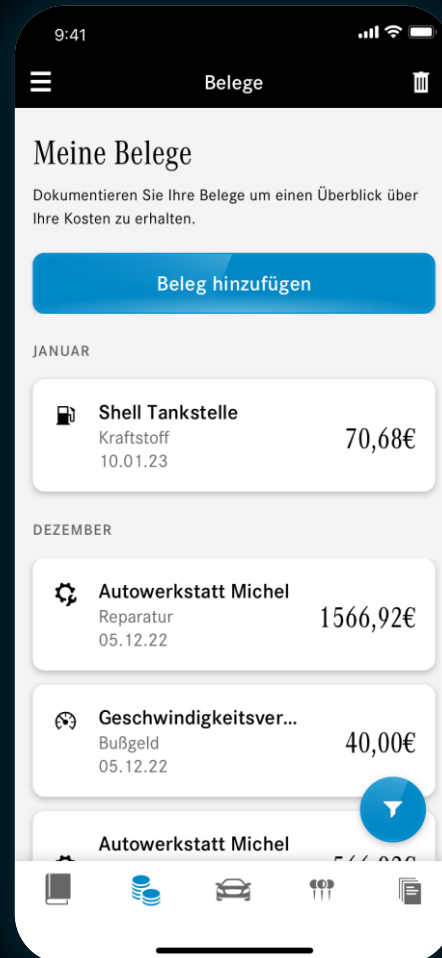 9:41
Belege
Meine Belege
Dokumentieren Sie Ihre Belege um einen Überblick über
Ihre Kosten zu erhalten.
Beleg hinzufügen
JANUAR
Shell Tankstelle
Kraftstoff
70,68€
10.01.23
DEZEMBER
Autowerkstatt Michel
Reparatur
1566,92€
05.12.22
Geschwindigkeitsver...
Bußgeld
40,00€
05.12.22
Autowerkstatt Michel